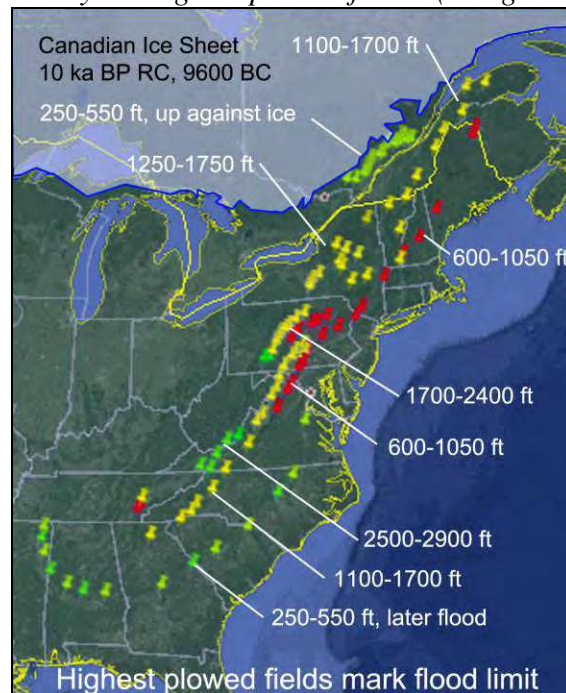 Canadian Ice Sheet
10 ka BP RC, 9600 BC
1100-1700 ft
250-550 ft, up against ice
1250-1750 ft
600-1050 ft
1700-2400 ft
600-1050 ft
2500-2900 ft
1100-1700 ft
250-550 ft, later flood
Highest plowed fields mark flood limit